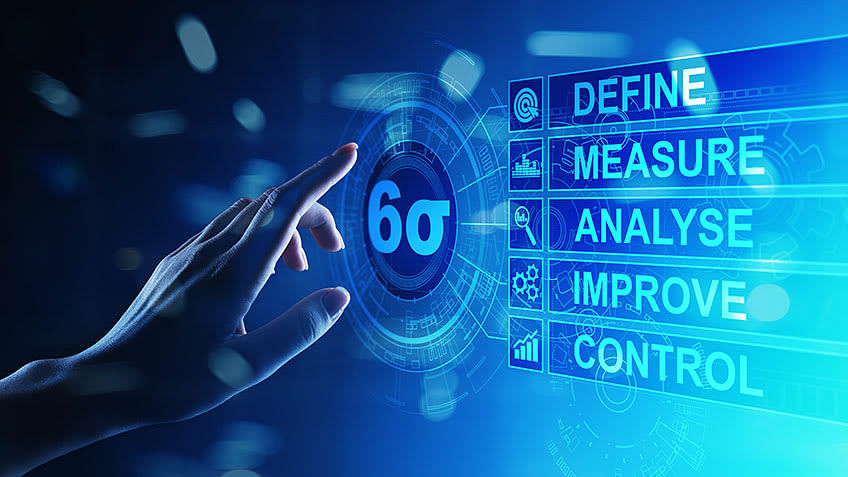 6σ
DEFINE
MEASURE
ANALYSE
IMPROVE
CONTROL